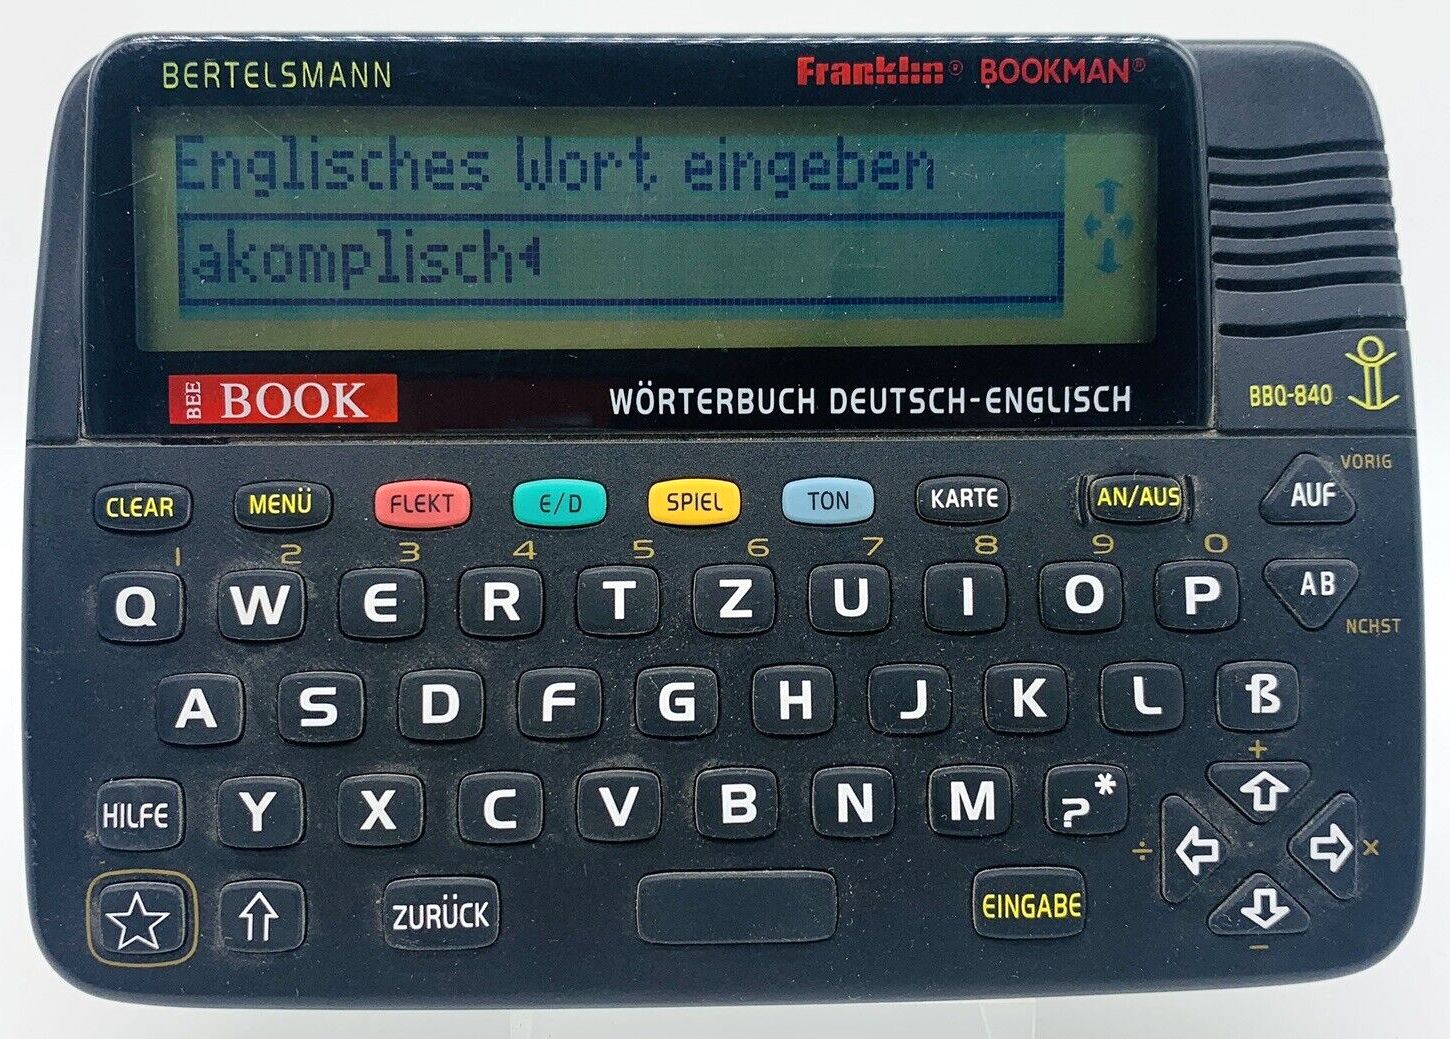 BERTELSMANN Franklin® BOOKMAN®
Englisches Wort eingeben
akomplisch
BEE BOOK WÖRTERBUCH DEUTSCH-ENGLISCH
BBQ-840
CLEAR MENÜ FLEKT E/D SPIEL TON KARTE AN/AUS AUF VORIG
1 2 3 4 5 6 7 8 9 0
Q W E R T Z U I O P AB
NCHST
A S D F G H J K L ß
+
HILFE Y X C V B N M ? *
÷ ×
ZURÜCK EINGABE
−